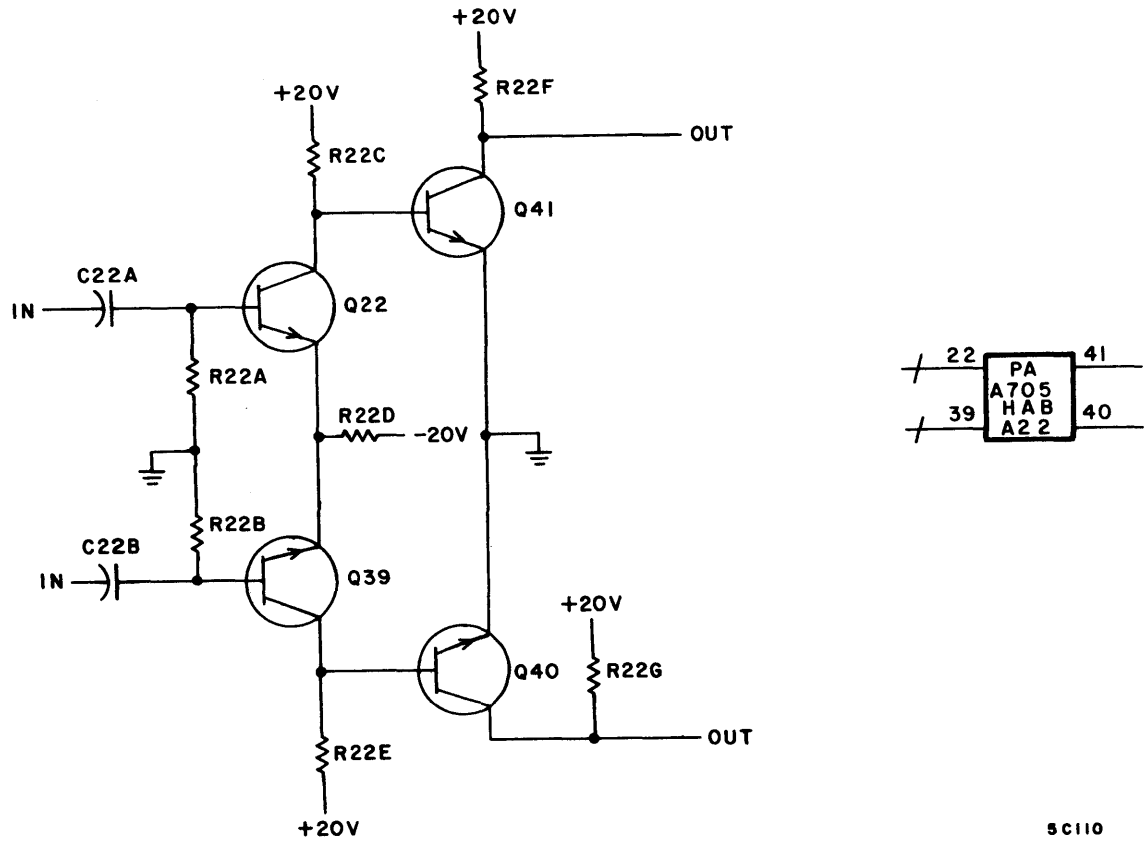 +20V
R22F
+20V
OUT
R22C
Q41
C22A
IN
Q22
R22A
R22D
-20V
R22B
C22B
IN
Q39
+20V
Q40
R22G
R22E
OUT
+20V
22
PA
41
A705
39
HAB
40
A22
5C110